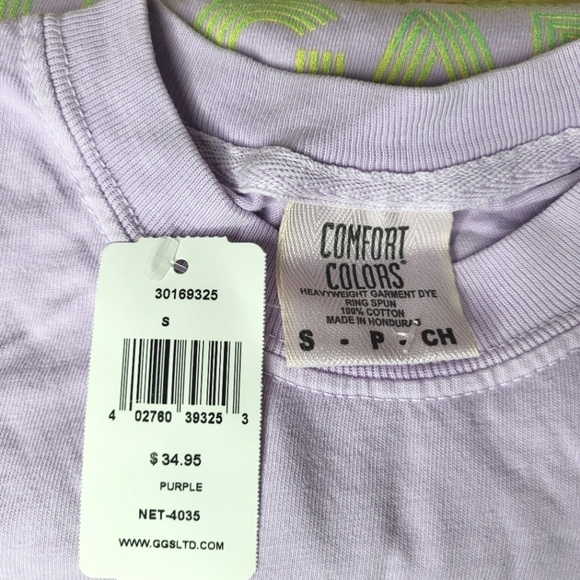 COMFORT
COLORS®
HEAVYWEIGHT GARMENT DYE
RING SPUN
100% COTTON
MADE IN HONDURAS
S - P - CH
30169325
S
4 02760 39325 3
$ 34.95
PURPLE
NET-4035
WWW.GGSLTD.COM